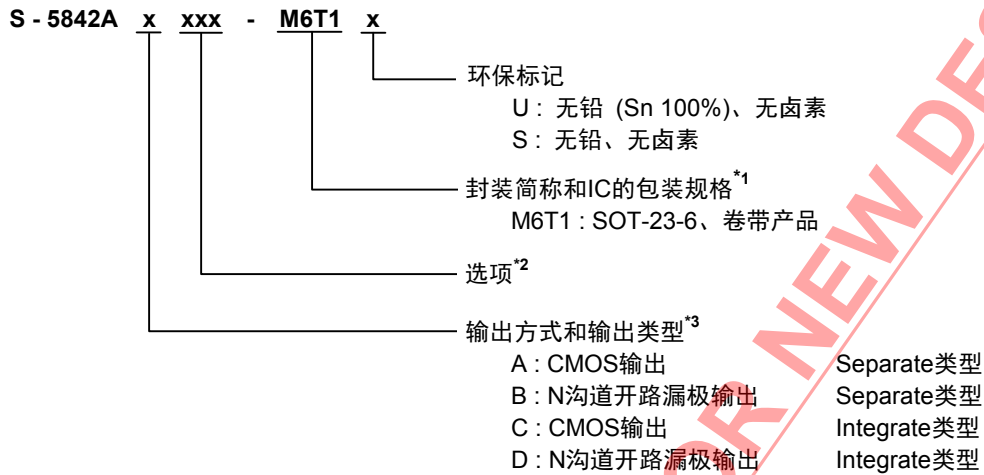 S - 5842A x xxx - M6T1 x
环保标记
U : 无铅 (Sn 100%)、无卤素
S : 无铅、无卤素
封装简称和IC的包装规格*1
M6T1 : SOT-23-6、卷带产品
选项*2
输出方式和输出类型*3
A : CMOS输出 Separate类型
B : N沟道开路漏极输出 Separate类型
C : CMOS输出 Integrate类型
D : N沟道开路漏极输出 Integrate类型
OR NEW DE